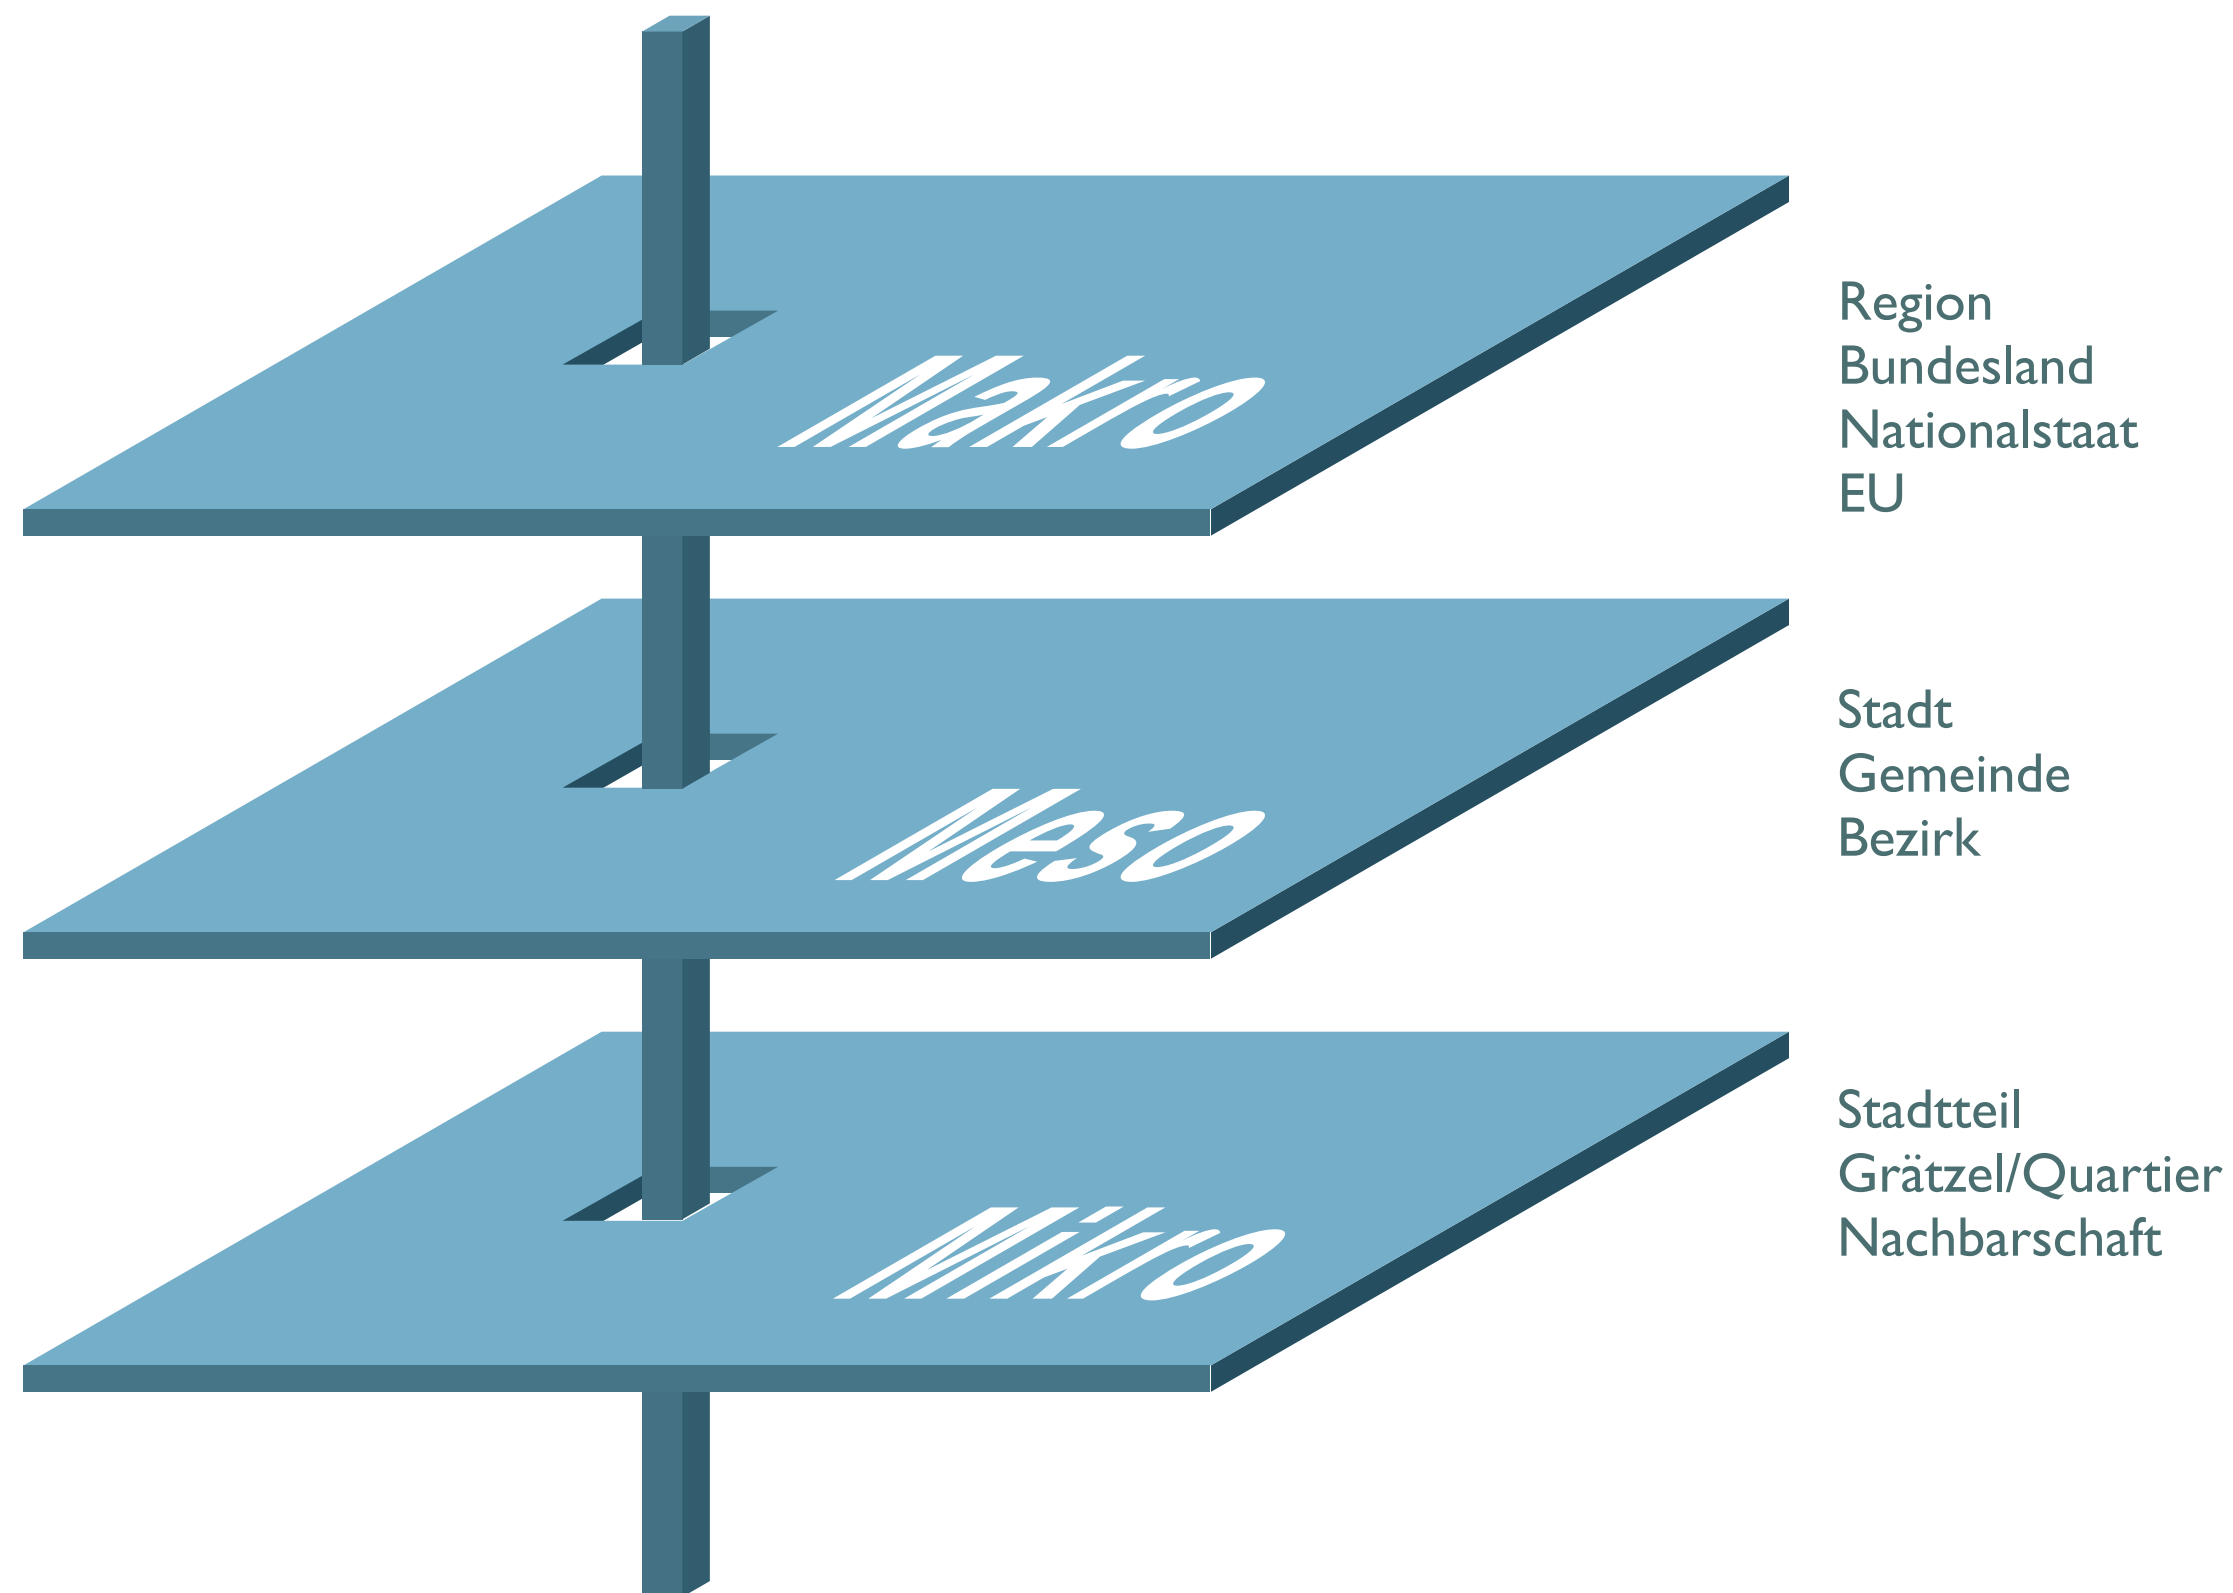 Makro
Region
Bundesland
Nationalstaat
EU
Meso
Stadt
Gemeinde
Bezirk
Mikro
Stadtteil
Grätzel/Quartier
Nachbarschaft